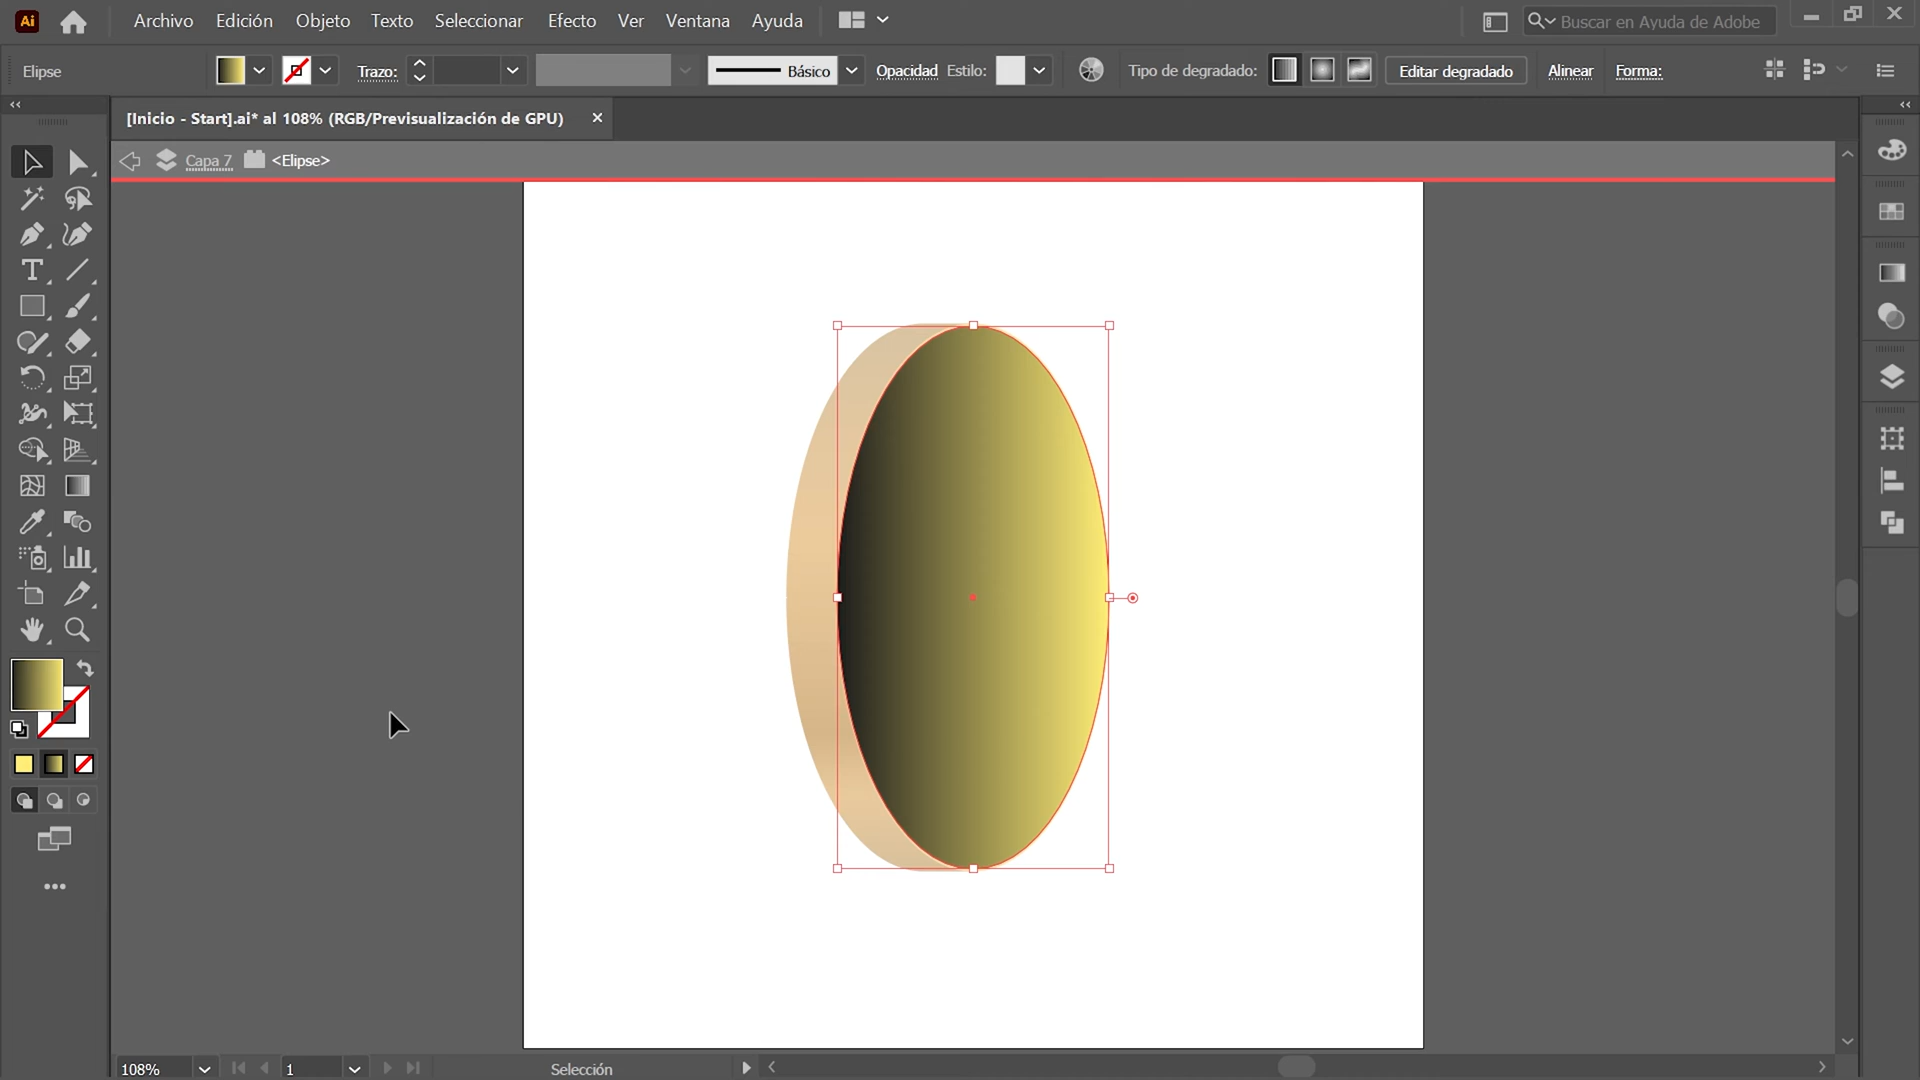 Ai Archivo Edición Objeto Texto Seleccionar Efecto Ver Ventana Ayuda Buscar en Ayuda de Adobe
Elipse Trazo: Básico Opacidad Estilo: Tipo de degradado: Editar degradado Alinear Forma:
[Inicio - Start].ai* al 108% (RGB/Previsualización de GPU)
Capa 7 <Elipse>
108% 1 Selección